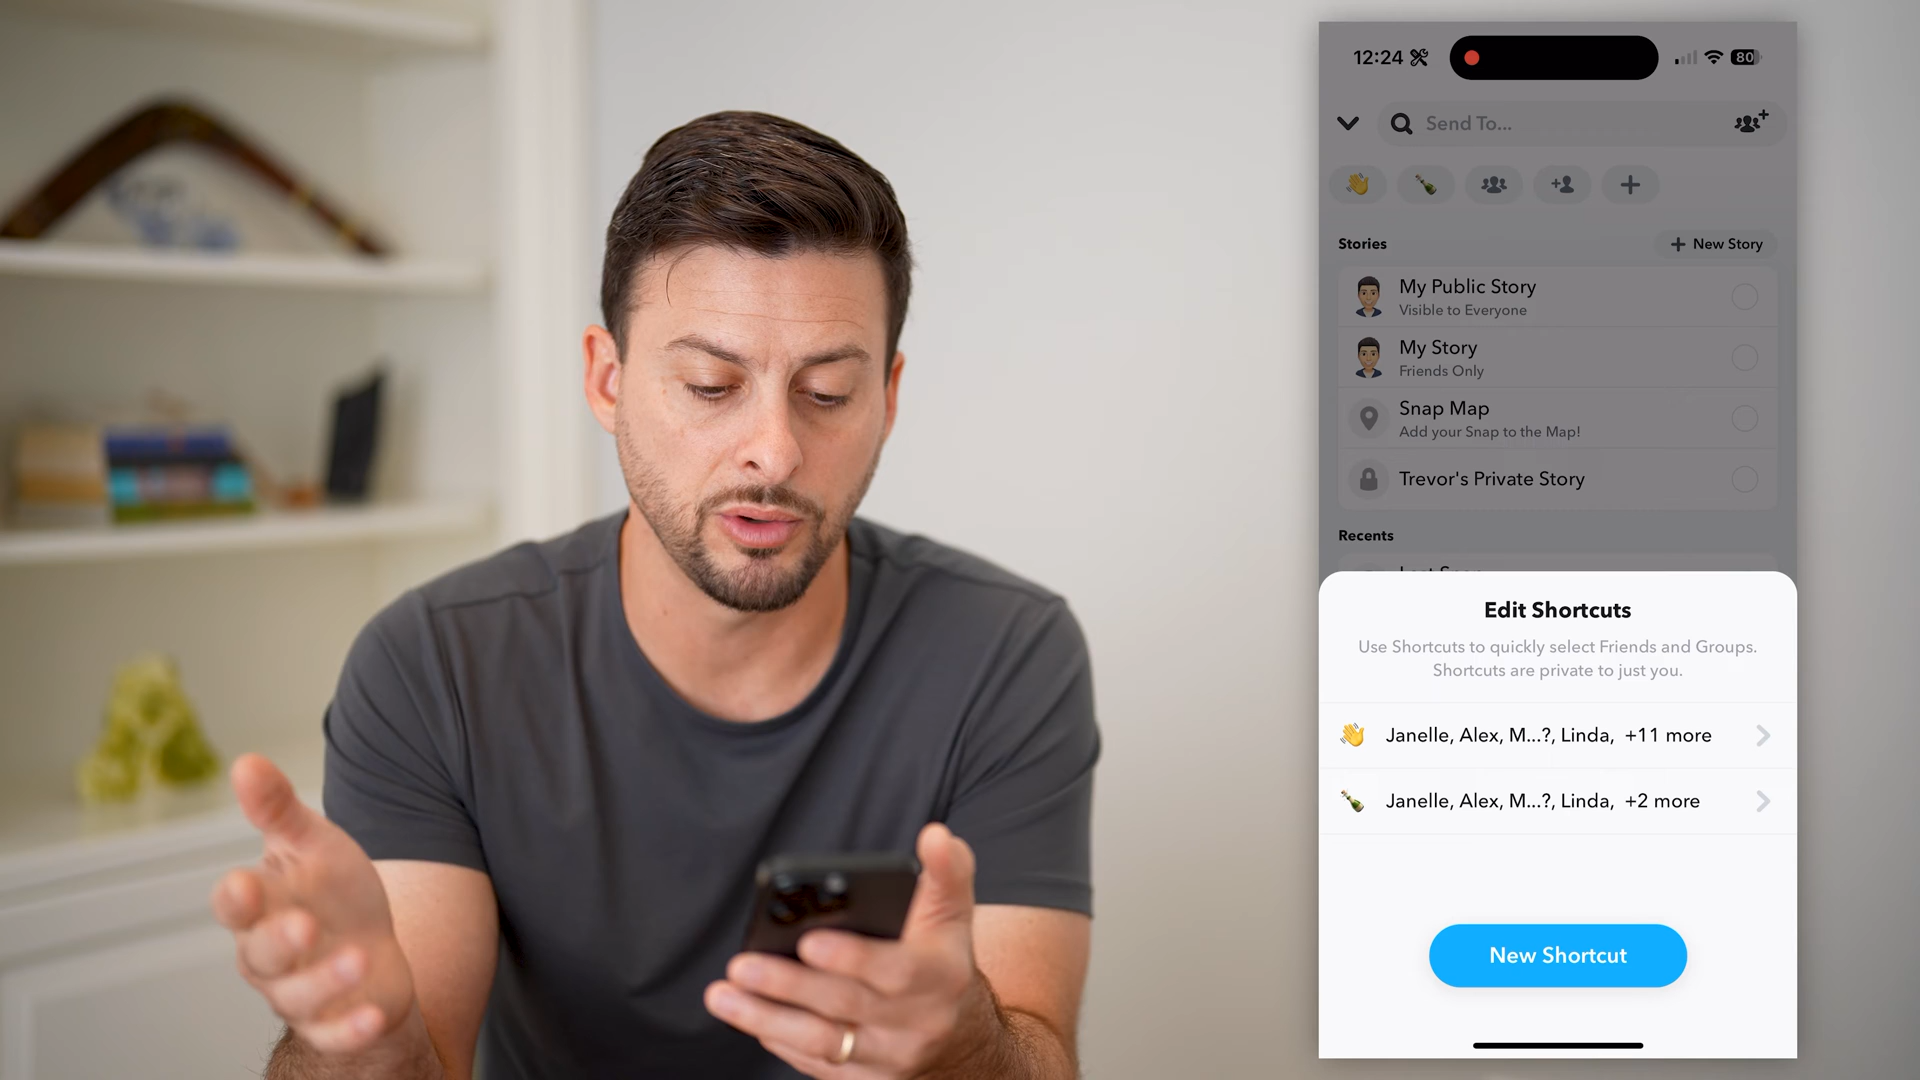 12:24
80
Send To...
Stories
New Story
My Public Story
Visible to Everyone
My Story
Friends Only
Snap Map
Add your Snap to the Map!
Trevor's Private Story
Recents
Edit Shortcuts
Use Shortcuts to quickly select Friends and Groups.
Shortcuts are private to just you.
Janelle, Alex, M...?, Linda, +11 more
Janelle, Alex, M...?, Linda, +2 more
New Shortcut